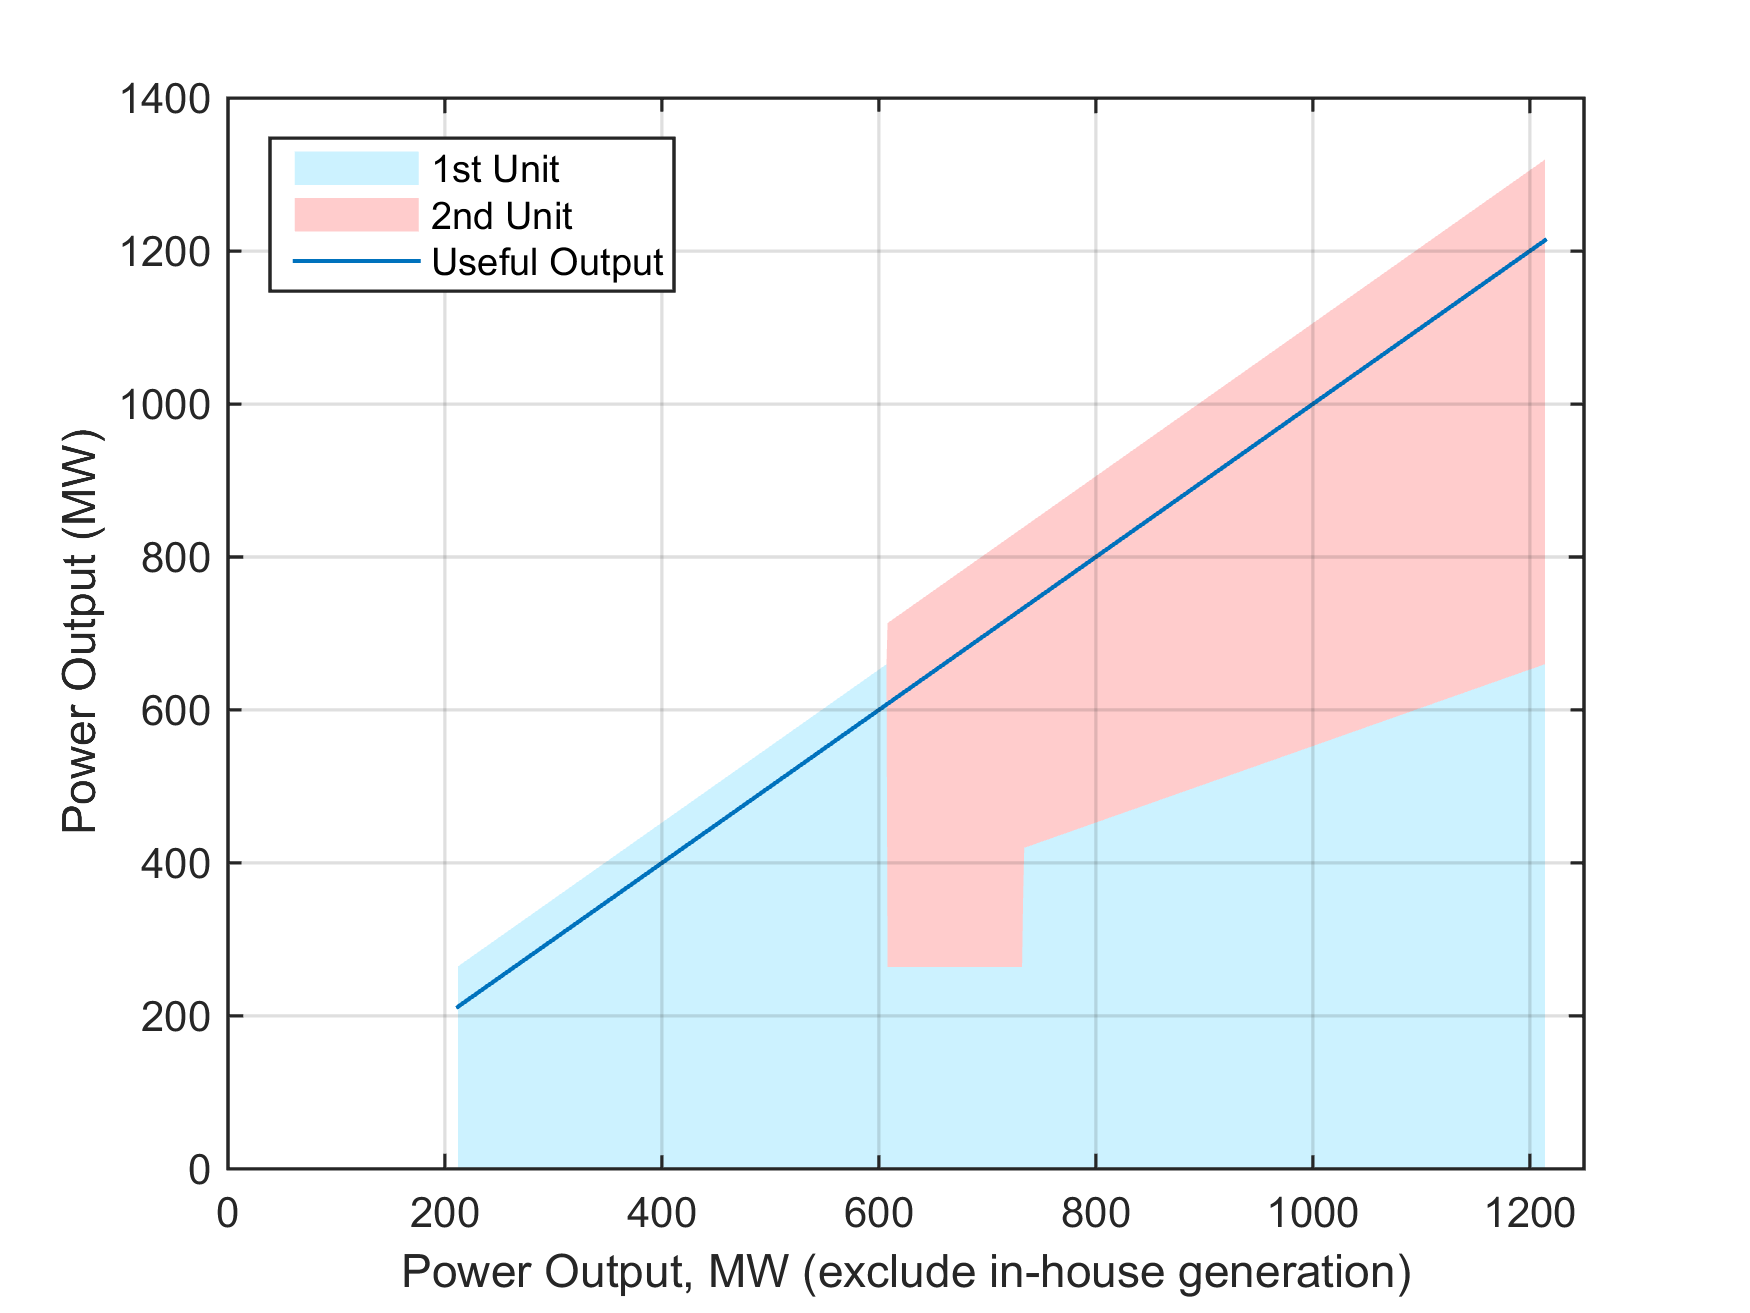 1400
1200
1000
800
600
400
200
0
Power Output (MW)
1st Unit
2nd Unit
Useful Output
0 200 400 600 800 1000 1200
Power Output, MW (exclude in-house generation)